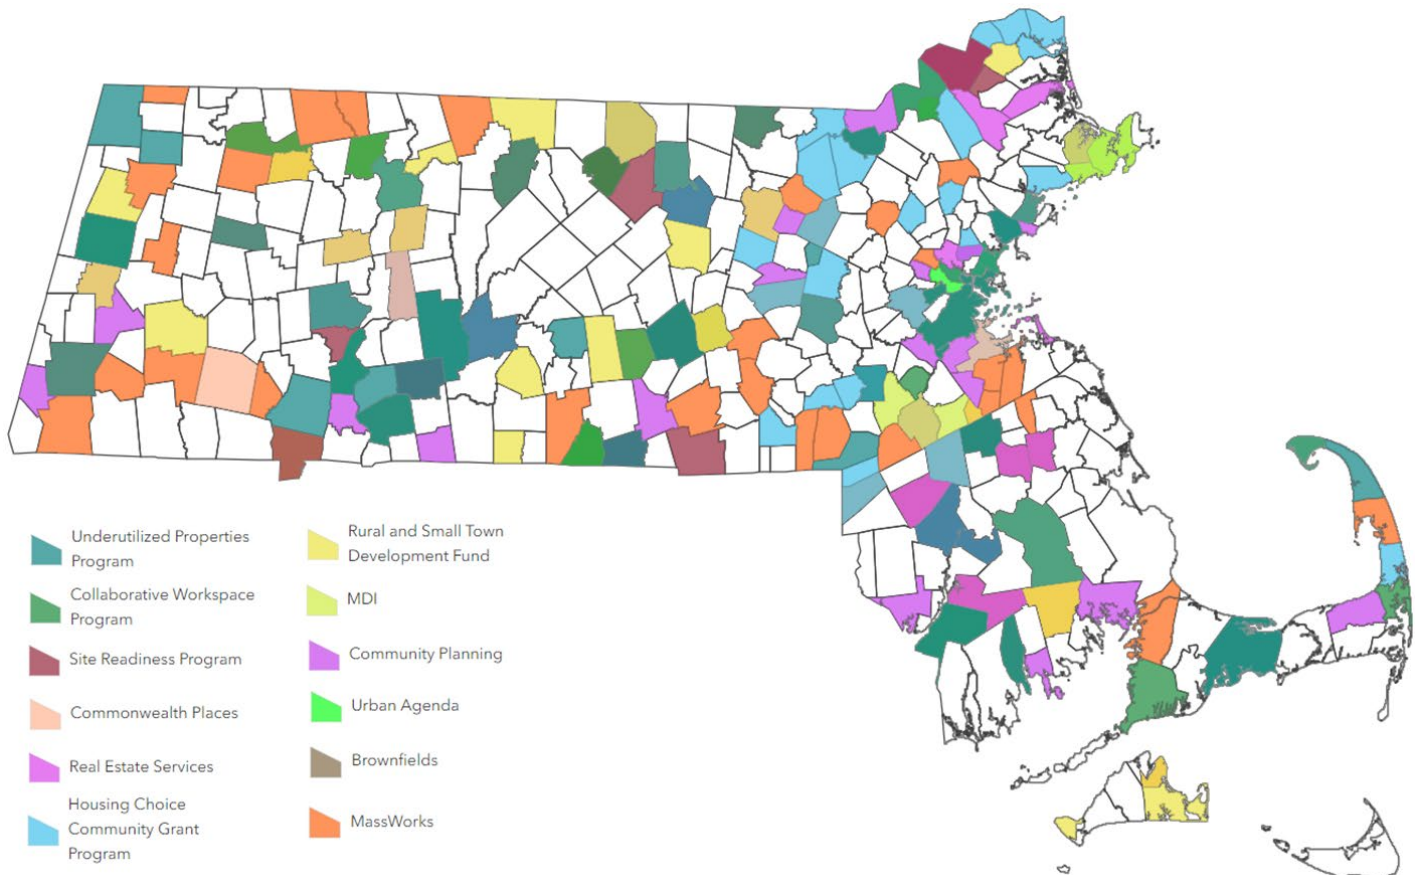 Underutilized Properties
Program
Collaborative Workspace
Program
Site Readiness Program
Commonwealth Places
Real Estate Services
Housing Choice
Community Grant
Program
Rural and Small Town
Development Fund
MDI
Community Planning
Urban Agenda
Brownfields
MassWorks